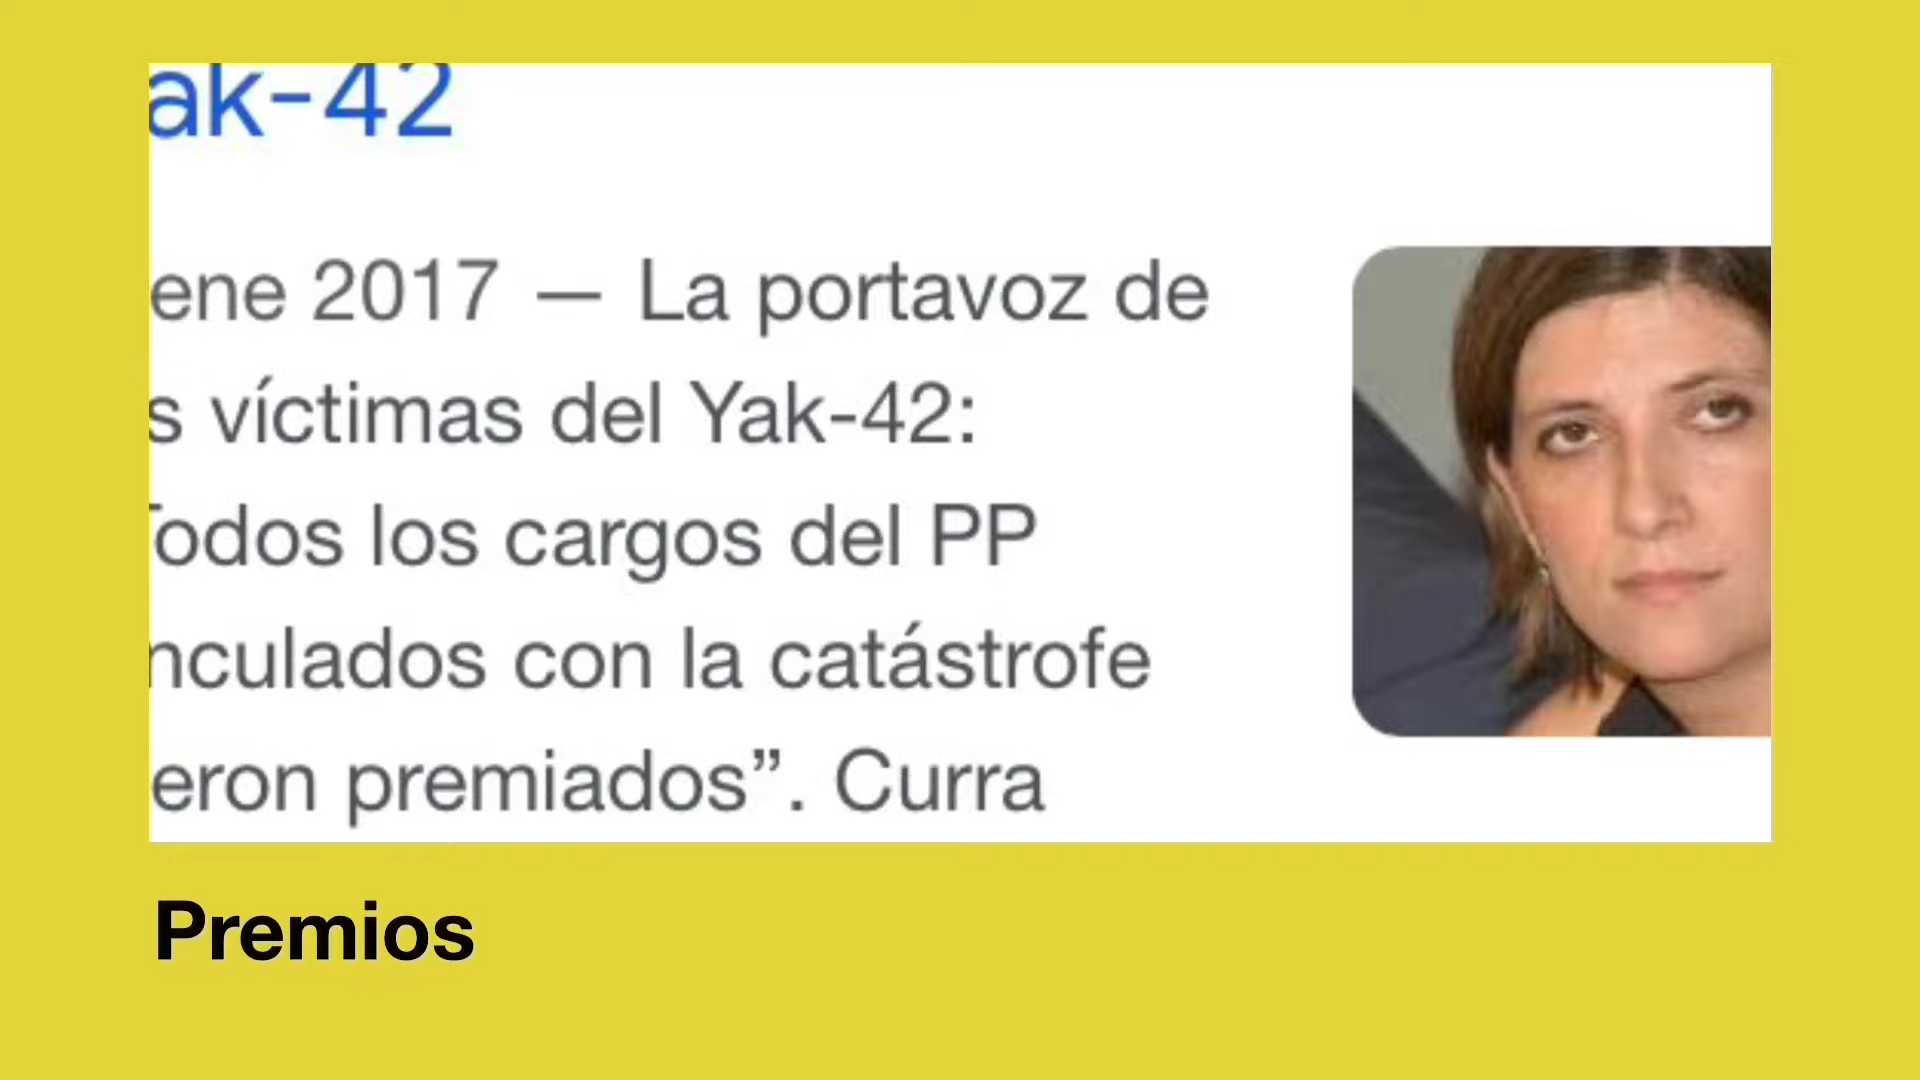 ak-42
ene 2017 — La portavoz de
s víctimas del Yak-42:
Todos los cargos del PP
nculados con la catástrofe
eron premiados”. Curra
Premios